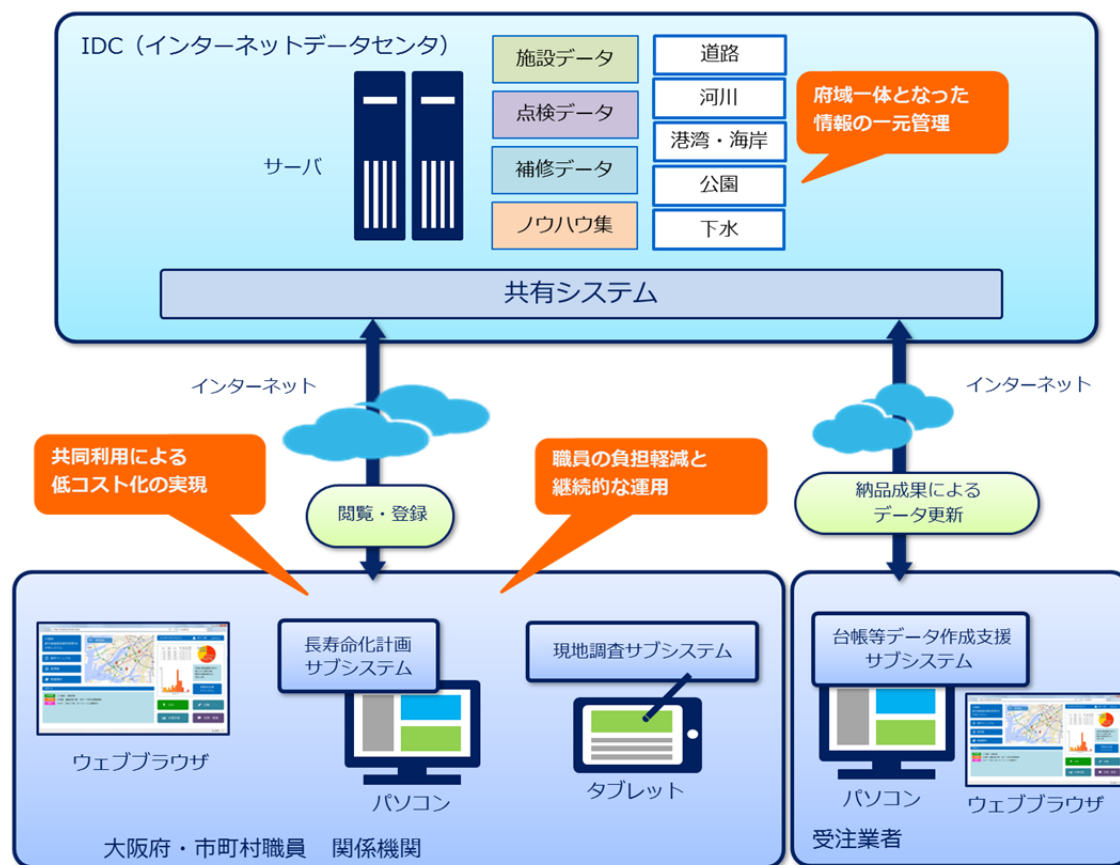 IDC（インターネットデータセンタ）
サーバ
施設データ
点検データ
補修データ
ノウハウ集
道路
河川
港湾・海岸
公園
下水
府域一体となった
情報の一元管理
共有システム
インターネット
インターネット
共同利用による
低コスト化の実現
職員の負担軽減と
継続的な運用
閲覧・登録
納品成果による
データ更新
長寿命化計画
サブシステム
現地調査サブシステム
台帳等データ作成支援
サブシステム
ウェブブラウザ
パソコン
タブレット
パソコン
ウェブブラウザ
大阪府・市町村職員　関係機関
受注業者